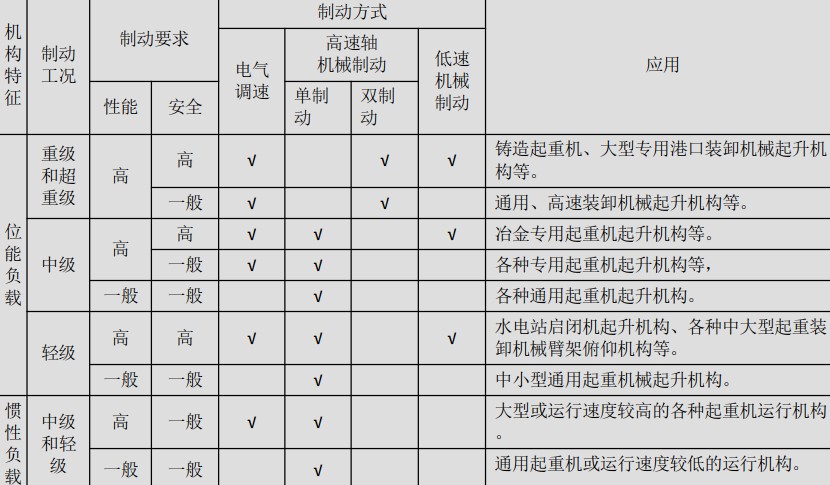 机构特征 制动工况 制动要求 制动方式 应用
性能 安全 电气调速 高速轴机械制动 低速机械制动
单制动 双制动
位能负载 重级和超重级 高 高 √ √ √ 铸造起重机、大型专用港口装卸机械起升机构等。
一般 √ √ 通用、高速装卸机械起升机构等。
中级 高 高 √ √ √ 冶金专用起重机起升机构等。
一般 √ √ 各种专用起重机起升机构等，
一般 一般 √ 各种通用起重机起升机构。
轻级 高 高 √ √ √ 水电站启闭机起升机构、各种中大型起重装卸机械臂架俯仰机构等。
一般 一般 √ 中小型通用起重机械起升机构。
惯性负载 中级和轻级 高 一般 √ √ 大型或运行速度较高的各种起重机运行机构。
一般 一般 √ 通用起重机或运行速度较低的运行机构。